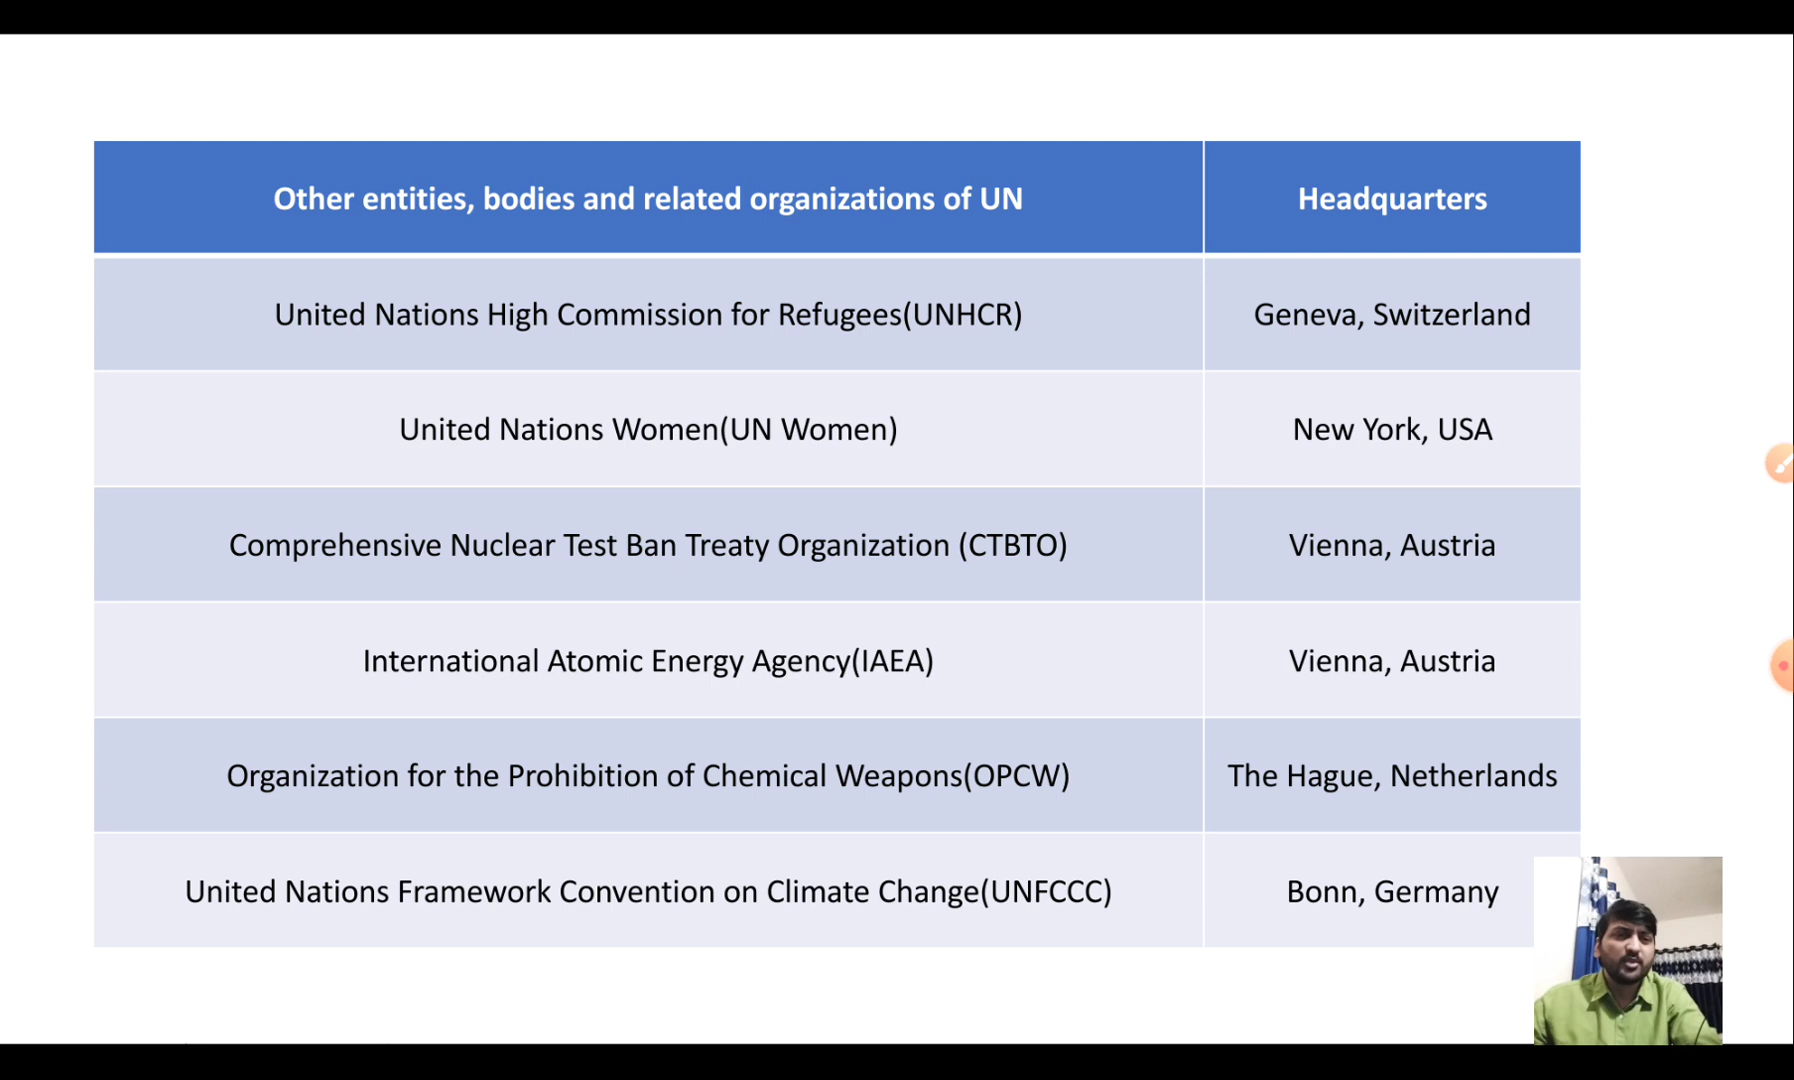 Other entities, bodies and related organizations of UN
Headquarters
United Nations High Commission for Refugees(UNHCR)
Geneva, Switzerland
United Nations Women(UN Women)
New York, USA
Comprehensive Nuclear Test Ban Treaty Organization (CTBTO)
Vienna, Austria
International Atomic Energy Agency(IAEA)
Vienna, Austria
Organization for the Prohibition of Chemical Weapons(OPCW)
The Hague, Netherlands
United Nations Framework Convention on Climate Change(UNFCCC)
Bonn, Germany